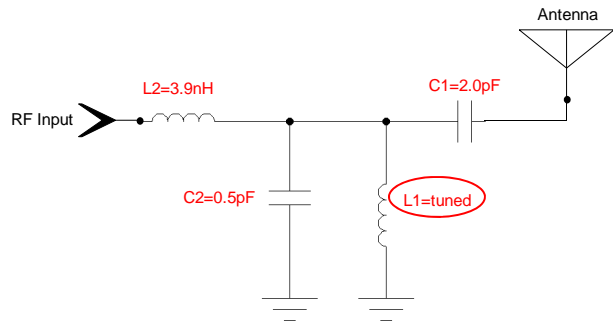 Antenna
L2=3.9nH
C1=2.0pF
RF Input
C2=0.5pF
L1=tuned